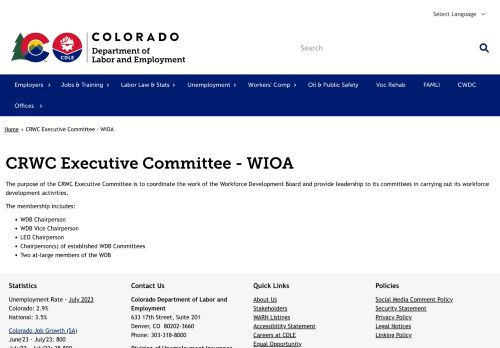 Select Language
COLORADO
Department of
Labor and Employment
CDLE
Search
Employers
Jobs & Training
Labor Law & Stats
Unemployment
Workers' Comp
Oil & Public Safety
Voc Rehab
FAMLI
CWDC
Offices
Home › CRWC Executive Committee - WIOA
CRWC Executive Committee - WIOA
The purpose of the CRWC Executive Committee is to coordinate the work of the Workforce Development Board and provide leadership to its committees in carrying out its workforce
development activities.
The membership includes:
• WDB Chairperson
• WDB Vice Chairperson
• LEO Chairperson
• Chairperson(s) of established WDB Committees
• Two at-large members of the WDB
Statistics
Unemployment Rate - July 2023
Colorado: 2.9%
National: 3.5%
Colorado Job Growth (SA)
June'23 - July'23: 800
Contact Us
Colorado Department of Labor and
Employment
633 17th Street, Suite 201
Denver, CO 80202-3660
Phone: 303-318-8000
Division of Unemployment Insurance
Quick Links
About Us
Stakeholders
WARN Listings
Accessibility Statement
Careers at CDLE
Equal Opportunity
Policies
Social Media Comment Policy
Security Statement
Privacy Policy
Legal Notices
Linking Policy